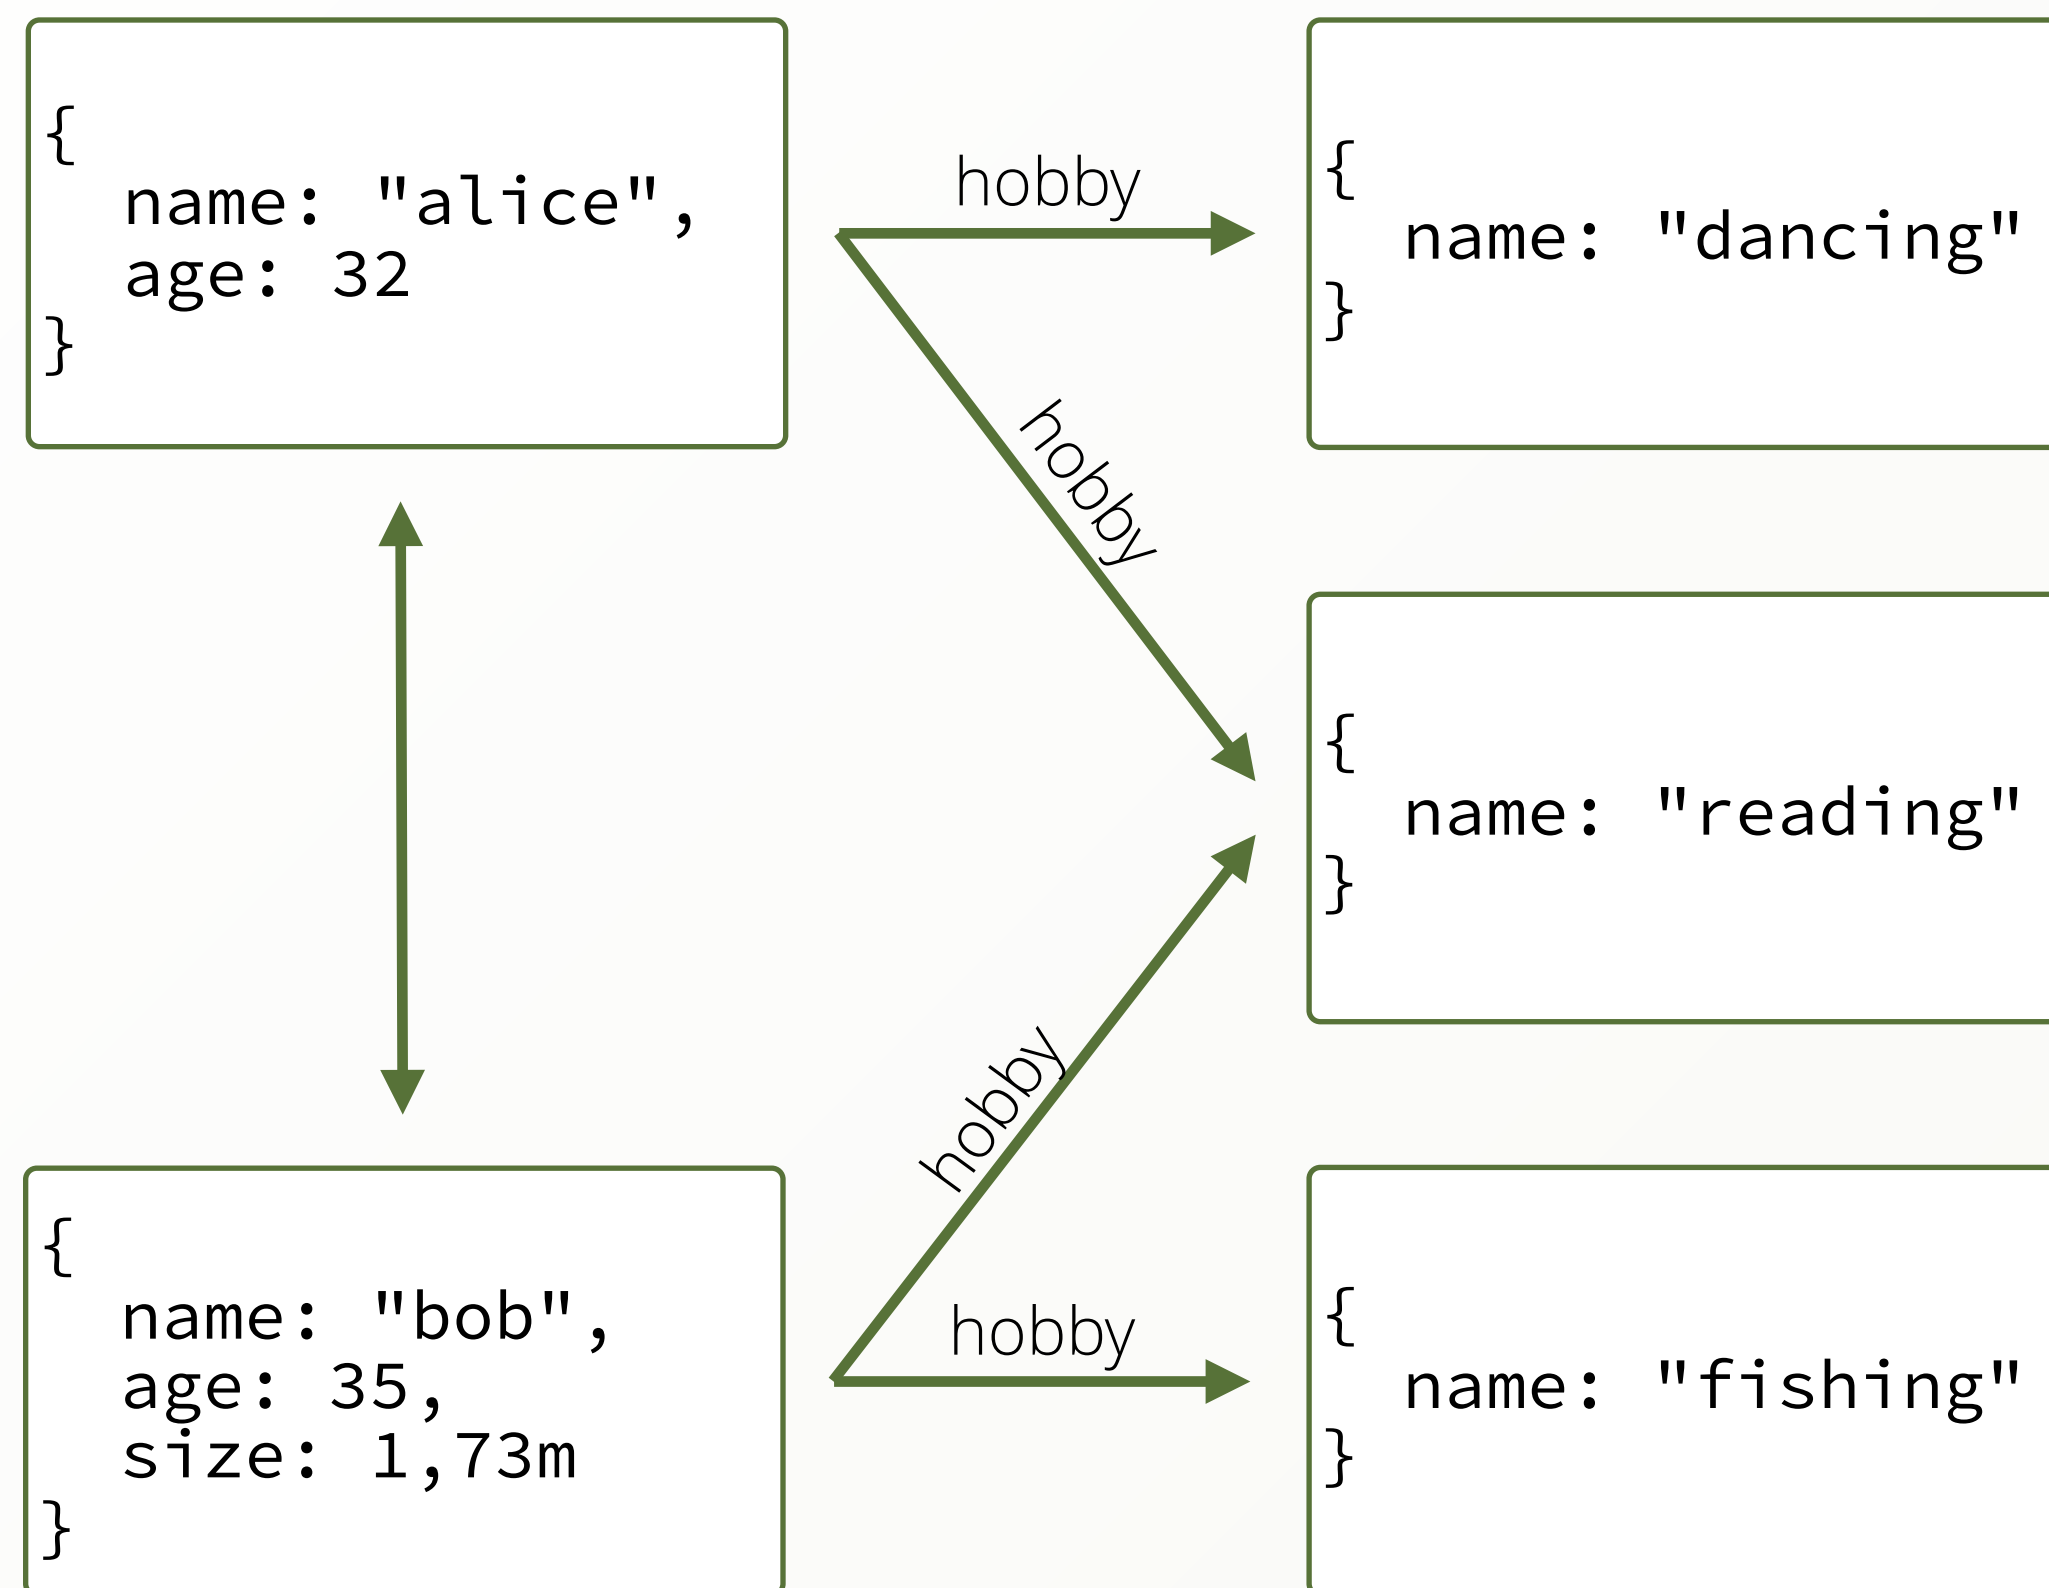 {
name: "alice",
age: 32
}
hobby
{
name: "dancing"
}
hobby
{
name: "reading"
}
hobby
{
name: "bob",
age: 35,
size: 1,73m
}
hobby
{
name: "fishing"
}